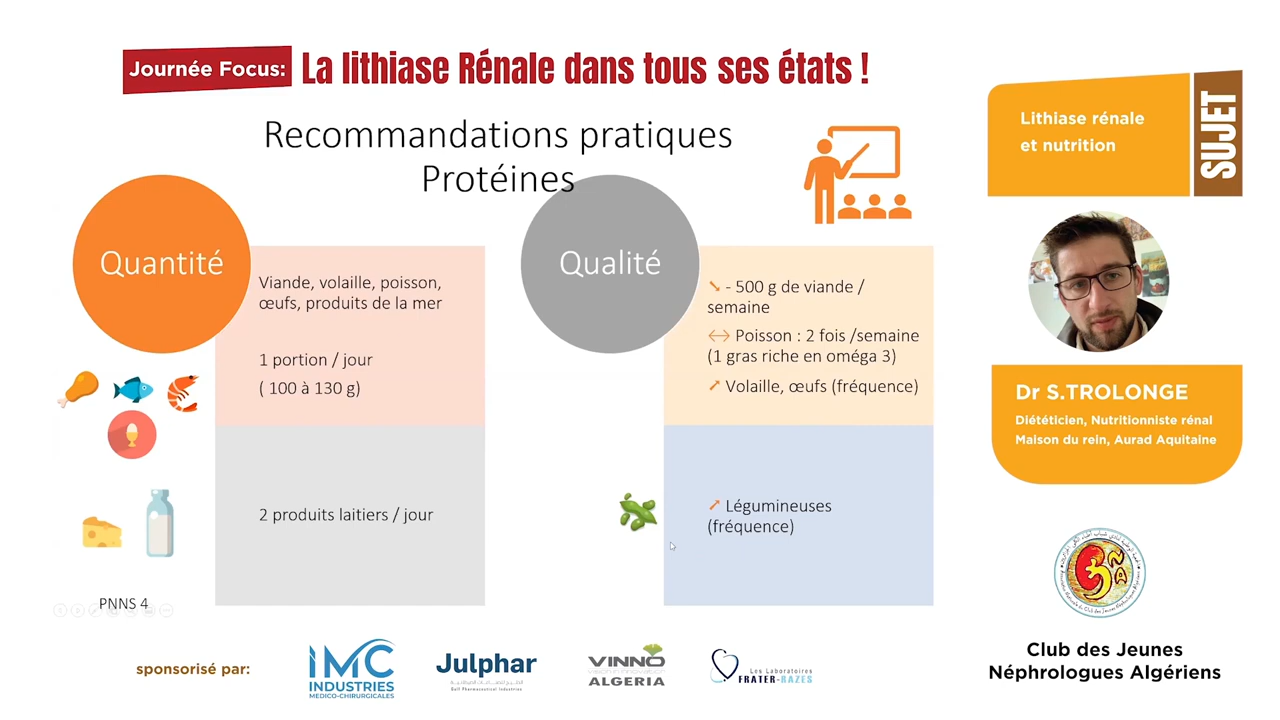 Journée Focus: La lithiase Rénale dans tous ses états !
Recommandations pratiques
Protéines
Quantité
Viande, volaille, poisson,
œufs, produits de la mer
1 portion / jour
( 100 à 130 g)
2 produits laitiers / jour
PNNS 4
Qualité
↘ - 500 g de viande /
semaine
↔ Poisson : 2 fois /semaine
(1 gras riche en oméga 3)
↗ Volaille, œufs (fréquence)
↗ Légumineuses
(fréquence)
Lithiase rénale
et nutrition
SUJET
Dr S.TROLONGE
Diététicien, Nutritionniste rénal
Maison du rein, Aurad Aquitaine
Club des Jeunes
Néphrologues Algériens
sponsorisé par:
IMC
INDUSTRIES
MEDICO-CHIRURGICALES
Julphar
Gulf Pharmaceutical Industries
VINNO
ALGERIA
Les Laboratoires
FRATER-RAZES